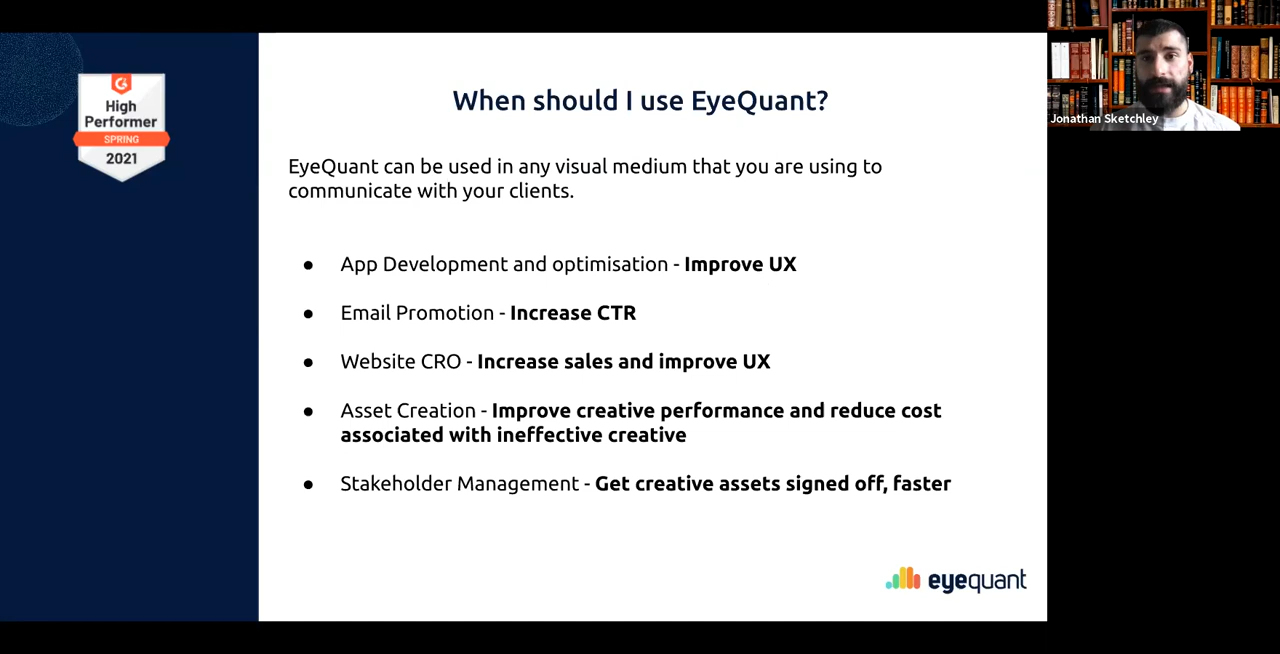 High
Performer
SPRING
2021
When should I use EyeQuant?
EyeQuant can be used in any visual medium that you are using to
communicate with your clients.
● App Development and optimisation - Improve UX
● Email Promotion - Increase CTR
● Website CRO - Increase sales and improve UX
● Asset Creation - Improve creative performance and reduce cost
associated with ineffective creative
● Stakeholder Management - Get creative assets signed off, faster
eyequant
Jonathan Sketchley